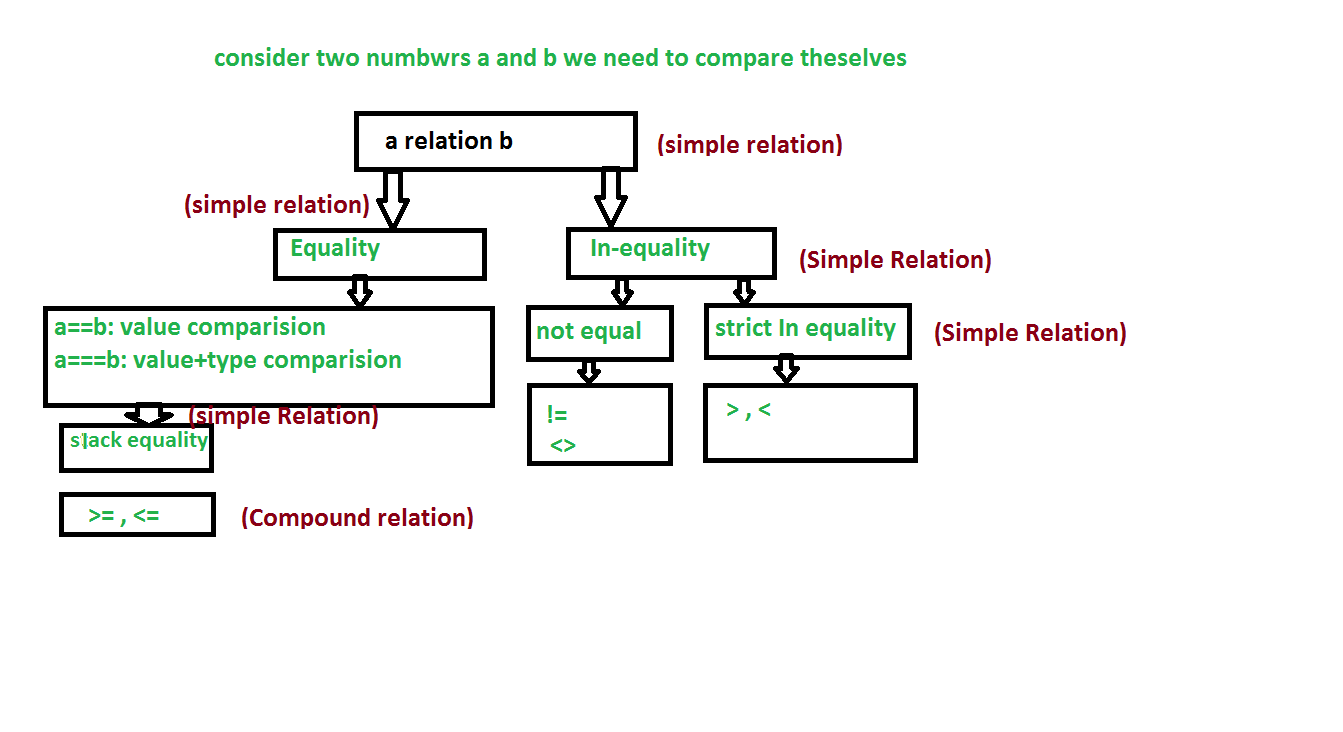 consider two numbwrs a and b we need to compare theselves
a relation b
(simple relation)
(simple relation)
Equality
In-equality
(Simple Relation)
a==b: value comparision
a===b: value+type comparision
not equal
strict In equality
(Simple Relation)
!=
<>
> , <
(simple Relation)
slack equality
>= , <=
(Compound relation)